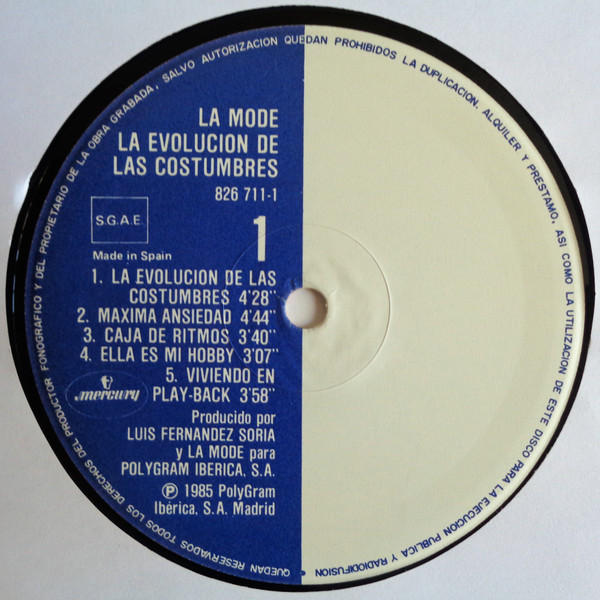 QUEDAN RESERVADOS TODOS LOS DERECHOS DEL PRODUCTOR FONOGRAFICO Y DEL PROPIETARIO DE LA OBRA GRABADA, SALVO AUTORIZACION QUEDAN PROHIBIDOS LA DUPLICACION, ALQUILER Y PRESTAMO, ASI COMO LA UTILIZACION DE ESTE DISCO PARA LA EJECUCION PUBLICA Y RADIODIFUSION •
LA MODE
LA EVOLUCION DE
LAS COSTUMBRES
826 711-1
S.G.A.E.
1
Made in Spain
1. LA EVOLUCION DE LAS
COSTUMBRES 4'28"
2. MAXIMA ANSIEDAD 4'44"
3. CAJA DE RITMOS 3'40"
4. ELLA ES MI HOBBY 3'07"
5. VIVIENDO EN
PLAY-BACK 3'58"
mercury
Producido por
LUIS FERNANDEZ SORIA
y LA MODE para
POLYGRAM IBERICA, S.A.
Ⓟ 1985 PolyGram
Ibérica, S.A. Madrid